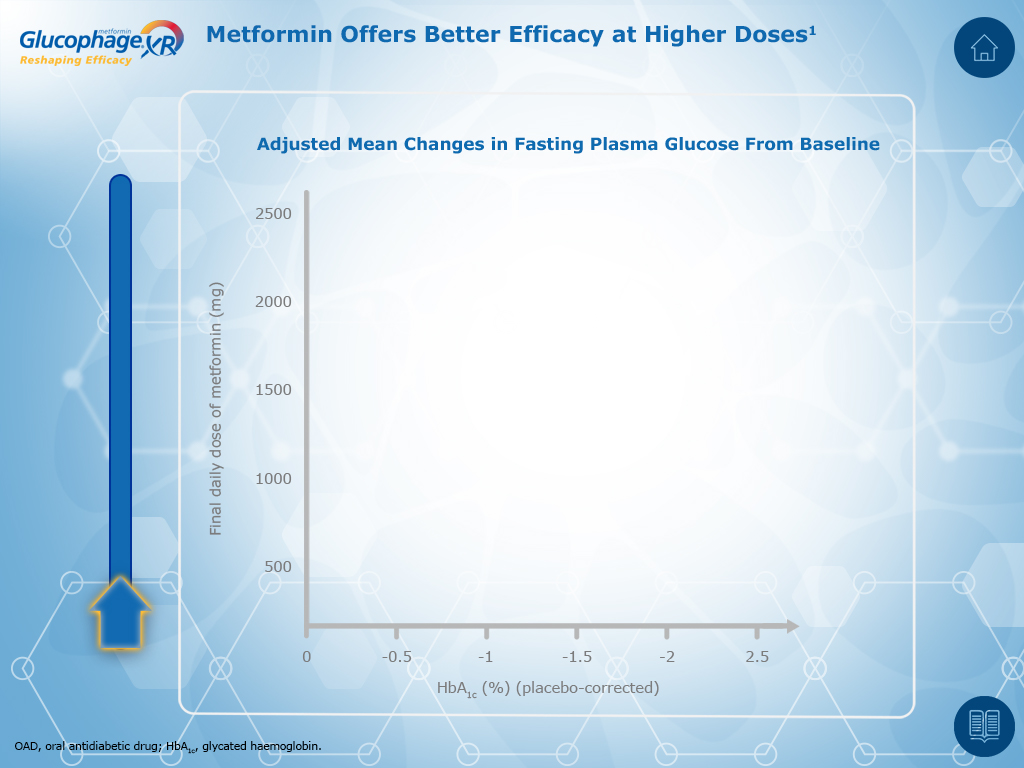 metformin
Glucophage XR
Reshaping Efficacy
Metformin Offers Better Efficacy at Higher Doses¹
Adjusted Mean Changes in Fasting Plasma Glucose From Baseline
Final daily dose of metformin (mg)
2500
2000
1500
1000
500
0 -0.5 -1 -1.5 -2 2.5
HbA1c (%) (placebo-corrected)
OAD, oral antidiabetic drug; HbA1c, glycated haemoglobin.